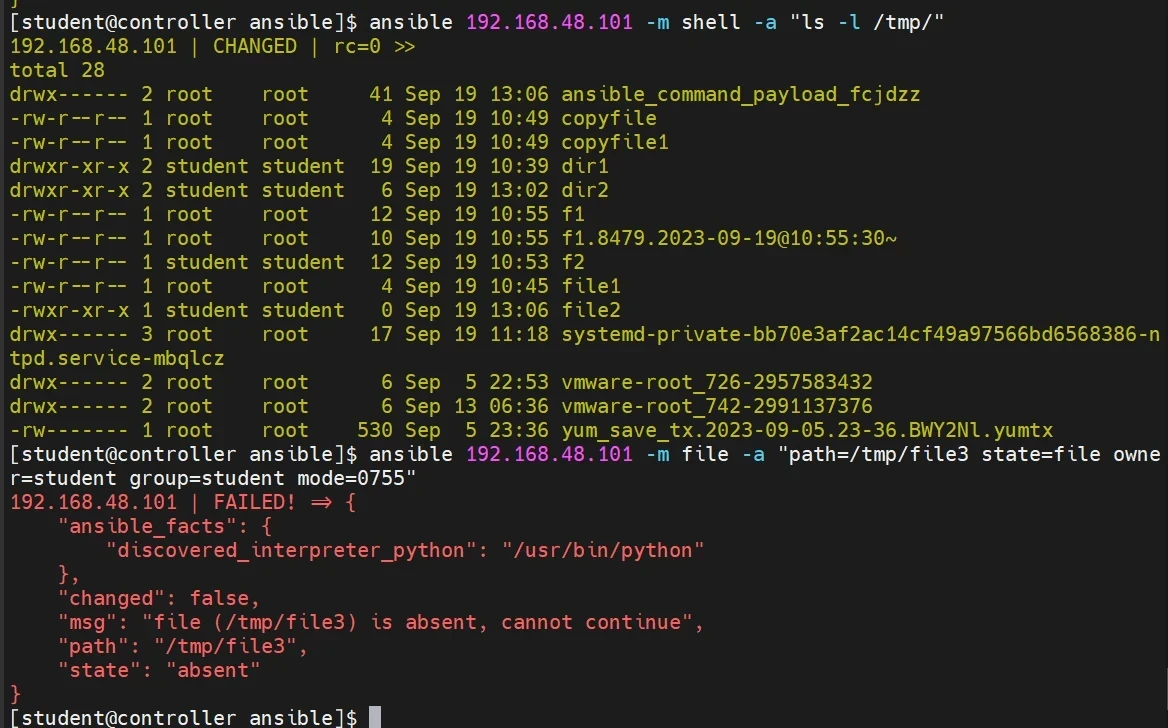 }
[student@controller ansible]$ ansible 192.168.48.101 -m shell -a "ls -l /tmp/"
192.168.48.101 | CHANGED | rc=0 >>
total 28
drwx------ 2 root    root     41 Sep 19 13:06 ansible_command_payload_fcjdzz
-rw-r--r-- 1 root    root      4 Sep 19 10:49 copyfile
-rw-r--r-- 1 root    root      4 Sep 19 10:49 copyfile1
drwxr-xr-x 2 student student  19 Sep 19 10:39 dir1
drwxr-xr-x 2 student student   6 Sep 19 13:02 dir2
-rw-r--r-- 1 root    root     12 Sep 19 10:55 f1
-rw-r--r-- 1 root    root     10 Sep 19 10:55 f1.8479.2023-09-19@10:55:30~
-rw-r--r-- 1 student student  12 Sep 19 10:53 f2
-rw-r--r-- 1 root    root      4 Sep 19 10:45 file1
-rwxr-xr-x 1 student student   0 Sep 19 13:06 file2
drwx------ 3 root    root     17 Sep 19 11:18 systemd-private-bb70e3af2ac14cf49a97566bd6568386-n
tpd.service-mbqlcz
drwx------ 2 root    root      6 Sep  5 22:53 vmware-root_726-2957583432
drwx------ 2 root    root      6 Sep 13 06:36 vmware-root_742-2991137376
-rw------- 1 root    root    530 Sep  5 23:36 yum_save_tx.2023-09-05.23-36.BWY2Nl.yumtx
[student@controller ansible]$ ansible 192.168.48.101 -m file -a "path=/tmp/file3 state=file owne
r=student group=student mode=0755"
192.168.48.101 | FAILED! => {
    "ansible_facts": {
        "discovered_interpreter_python": "/usr/bin/python"
    },
    "changed": false,
    "msg": "file (/tmp/file3) is absent, cannot continue",
    "path": "/tmp/file3",
    "state": "absent"
}
[student@controller ansible]$